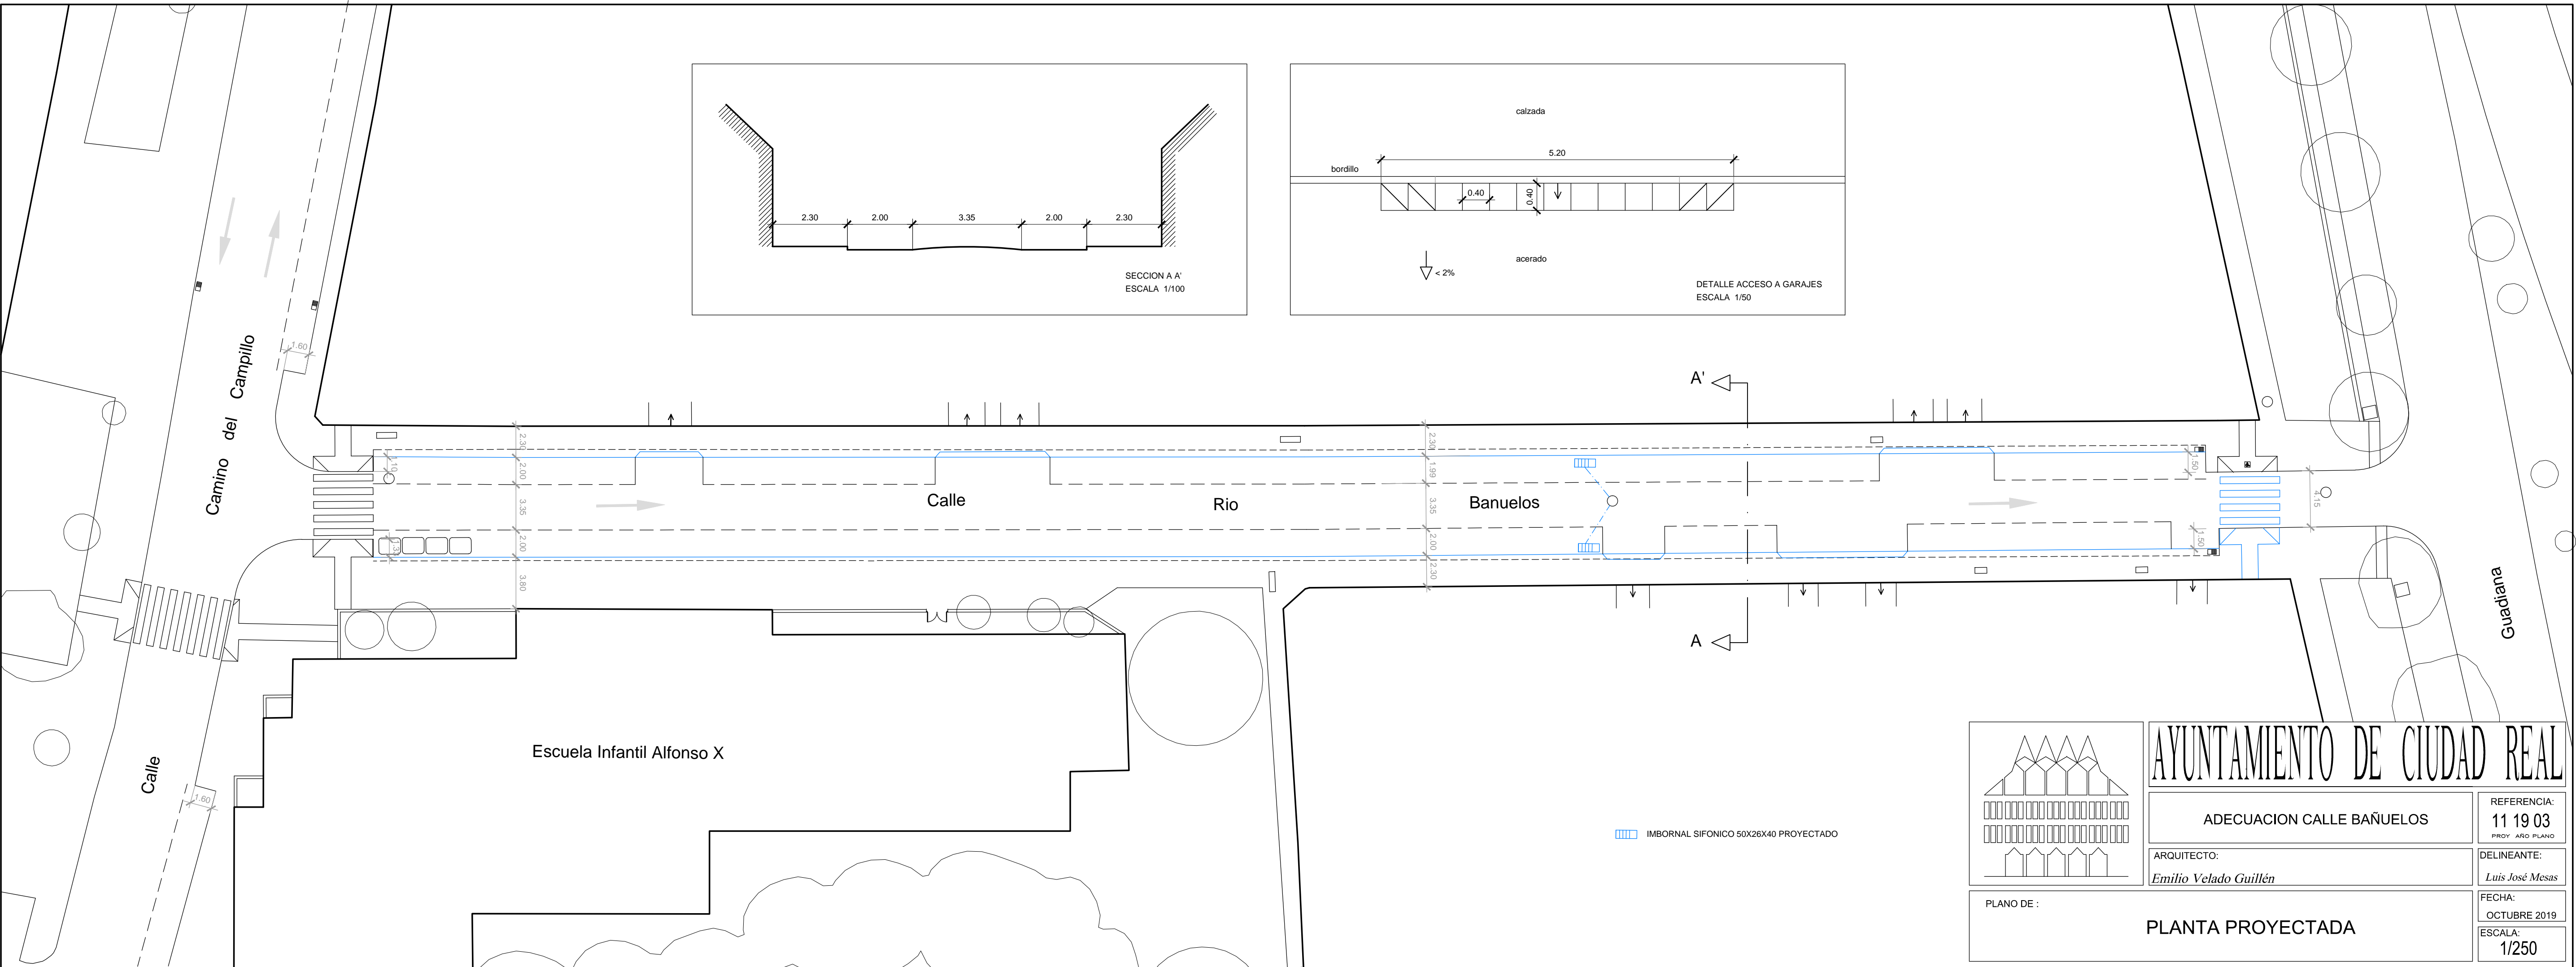 2.30
2.00
3.35
2.00
2.30
SECCION A A'
ESCALA 1/100
calzada
5.20
bordillo
0.40
0.40
acerado
< 2%
DETALLE ACCESO A GARAJES
ESCALA 1/50
Calle Camino del Campillo
1.60
1.60
A'
A
2.30
2.00
3.35
2.00
3.80
2.30
1.99
3.35
2.00
2.30
1.50
1.50
4.15
Calle Rio Banuelos
Guadiana
Escuela Infantil Alfonso X
IMBORNAL SIFONICO 50X26X40 PROYECTADO
AYUNTAMIENTO DE CIUDAD REAL
ADECUACION CALLE BAÑUELOS
REFERENCIA:
11 19 03
PROY AÑO PLANO
ARQUITECTO:
Emilio Velado Guillén
DELINEANTE:
Luis José Mesas
PLANO DE :
PLANTA PROYECTADA
FECHA:
OCTUBRE 2019
ESCALA:
1/250